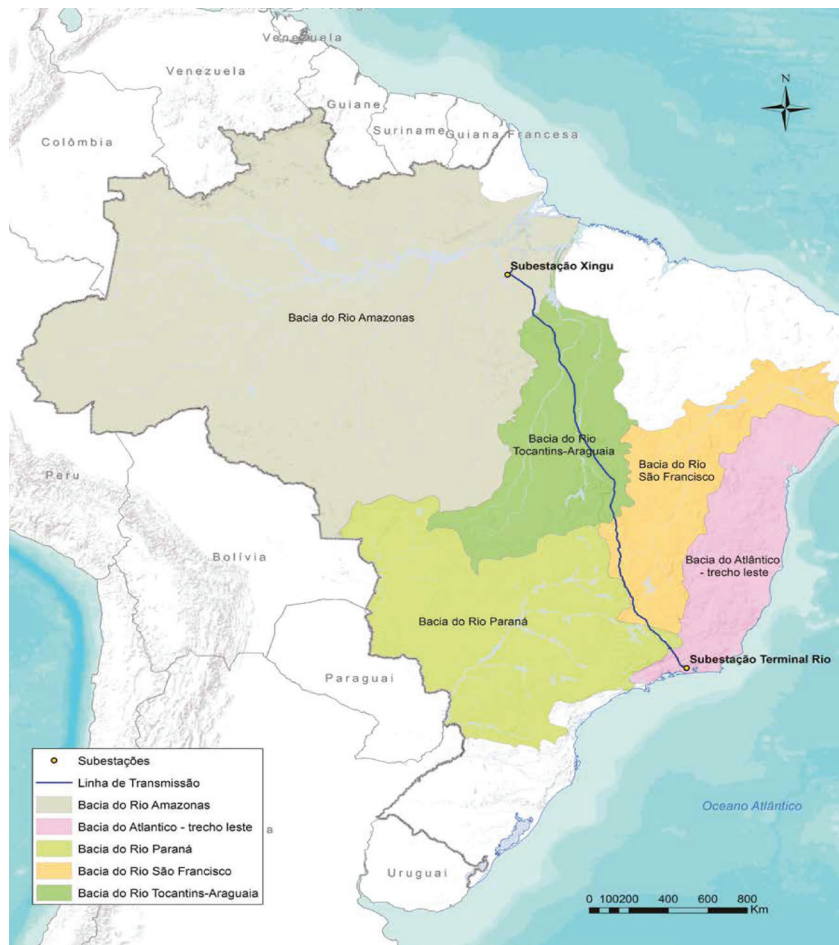 Venezuela
Venezuela
Guiane
Suriname
Guiana Francesa
Colômbia
N
Subestação Xingu
Bacia do Rio Amazonas
Bacia do Rio
Tocantins-Araguaia
Bacia do Rio
São Francisco
Peru
Bolívia
Bacia do Atlântico
- trecho leste
Bacia do Rio Paraná
Subestação Terminal Rio
Paraguai
Oceano Atlântico
Uruguai
a
Subestações
Linha de Transmissão
Bacia do Rio Amazonas
Bacia do Atlantico - trecho leste
Bacia do Rio Paraná
Bacia do Rio São Francisco
Bacia do Rio Tocantins-Araguaia
0 100200 400 600 800
Km